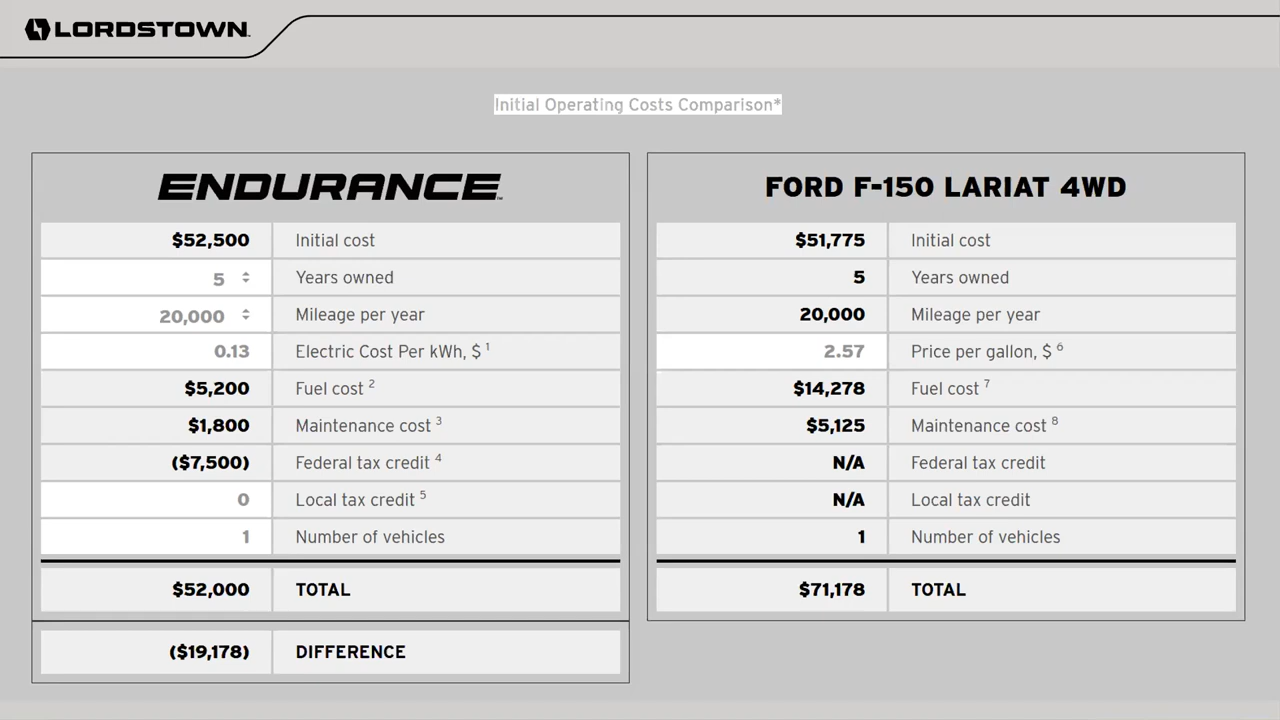 LORDSTOWN
Initial Operating Costs Comparison*
ENDURANCE™
$52,500 Initial cost
5 Years owned
20,000 Mileage per year
0.13 Electric Cost Per kWh, $ 1
$5,200 Fuel cost 2
$1,800 Maintenance cost 3
($7,500) Federal tax credit 4
0 Local tax credit 5
1 Number of vehicles
$52,000 TOTAL
($19,178) DIFFERENCE
FORD F-150 LARIAT 4WD
$51,775 Initial cost
5 Years owned
20,000 Mileage per year
2.57 Price per gallon, $ 6
$14,278 Fuel cost 7
$5,125 Maintenance cost 8
N/A Federal tax credit
N/A Local tax credit
1 Number of vehicles
$71,178 TOTAL